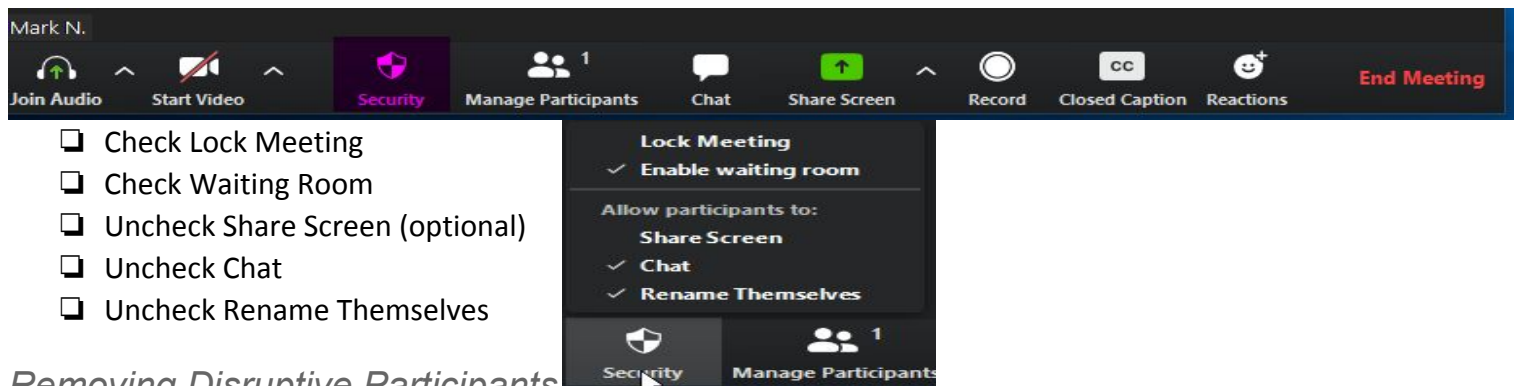 Mark N.
Join Audio Start Video Security Manage Participants 1 Chat Share Screen Record CC Closed Caption Reactions End Meeting
❏ Check Lock Meeting
❏ Check Waiting Room
❏ Uncheck Share Screen (optional)
❏ Uncheck Chat
❏ Uncheck Rename Themselves
Lock Meeting
✓ Enable waiting room
Allow participants to:
Share Screen
✓ Chat
✓ Rename Themselves
Security Manage Participants 1
Removing Disruptive Participants